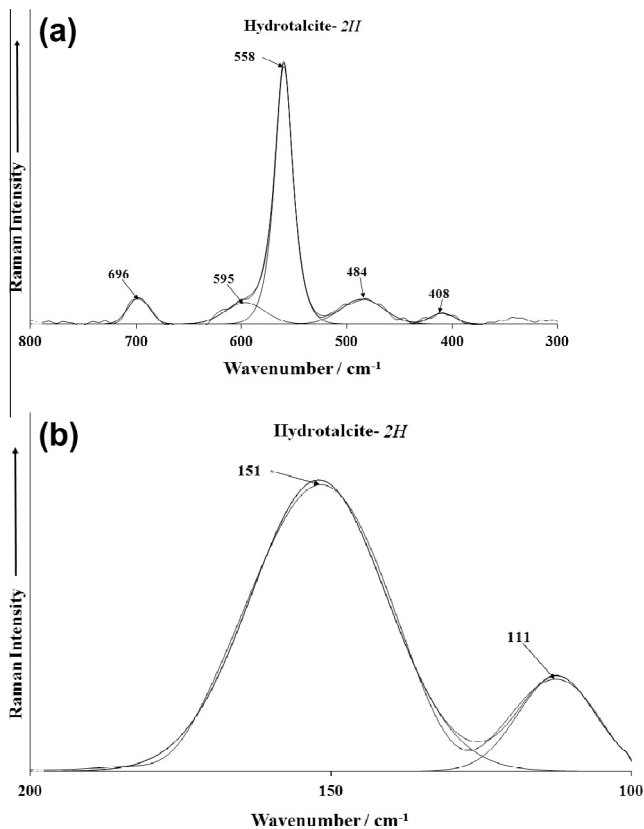 (a)
Hydrotalcite- 2H
558
696
595
484
408
Raman Intensity
800 700 600 500 400 300
Wavenumber / cm-1
(b)
Hydrotalcite- 2H
151
111
Raman Intensity
200 150 100
Wavenumber / cm-1